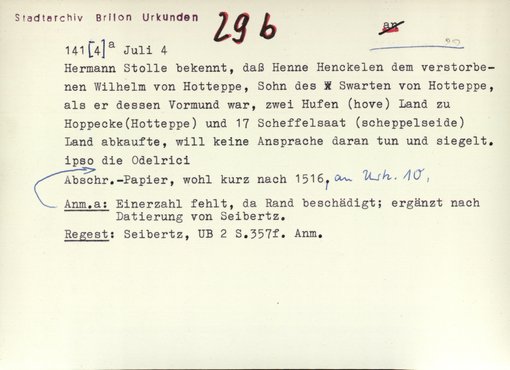 Stadtarchiv Brilon Urkunden
29b
an
141[4]a Juli 4
Hermann Stolle bekennt, daß Henne Henckelen dem verstorbe-
nen Wilhelm von Hotteppe, Sohn des Swarten von Hotteppe,
als er dessen Vormund war, zwei Hufen (hove) Land zu
Hoppecke(Hotteppe) und 17 Scheffelsaat (scheppelseide)
Land abkaufte, will keine Ansprache daran tun und siegelt.
ipso die Odelrici
Abschr.-Papier, wohl kurz nach 1516, an Urk. 10.
Anm.a: Einerzahl fehlt, da Rand beschädigt; ergänzt nach
Datierung von Seibertz.
Regest: Seibertz, UB 2 S.357f. Anm.